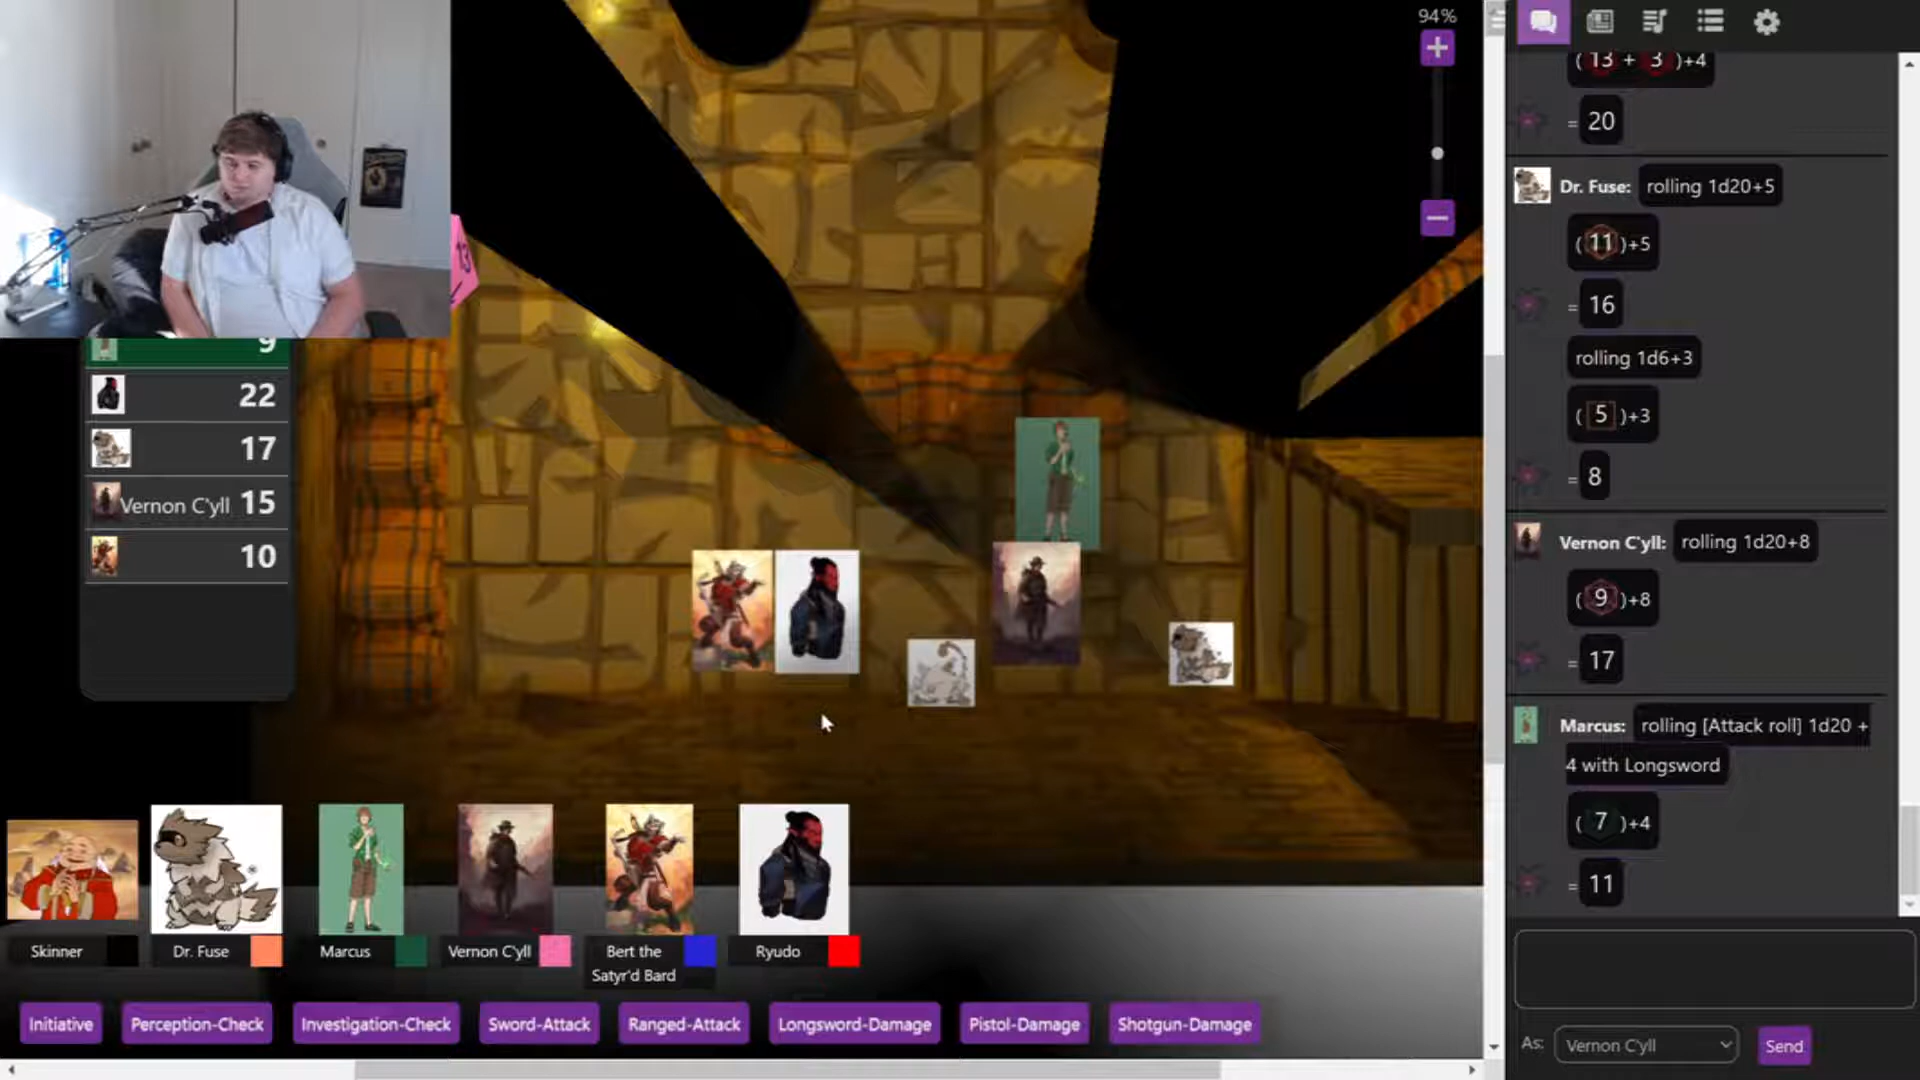 94%
(13 + 3)+4
= 20
Dr. Fuse: rolling 1d20+5
(11)+5
= 16
rolling 1d6+3
(5)+3
= 8
Vernon C'yll: rolling 1d20+8
(9)+8
= 17
Marcus: rolling [Attack roll] 1d20 +
4 with Longsword
(7)+4
= 11
13
9
22
17
Vernon C'yll 15
10
Skinner
Dr. Fuse
Marcus
Vernon C'yll
Bert the
Satyr'd Bard
Ryudo
Initiative
Perception-Check
Investigation-Check
Sword-Attack
Ranged-Attack
Longsword-Damage
Pistol-Damage
Shotgun-Damage
As: Vernon C'yll
Send